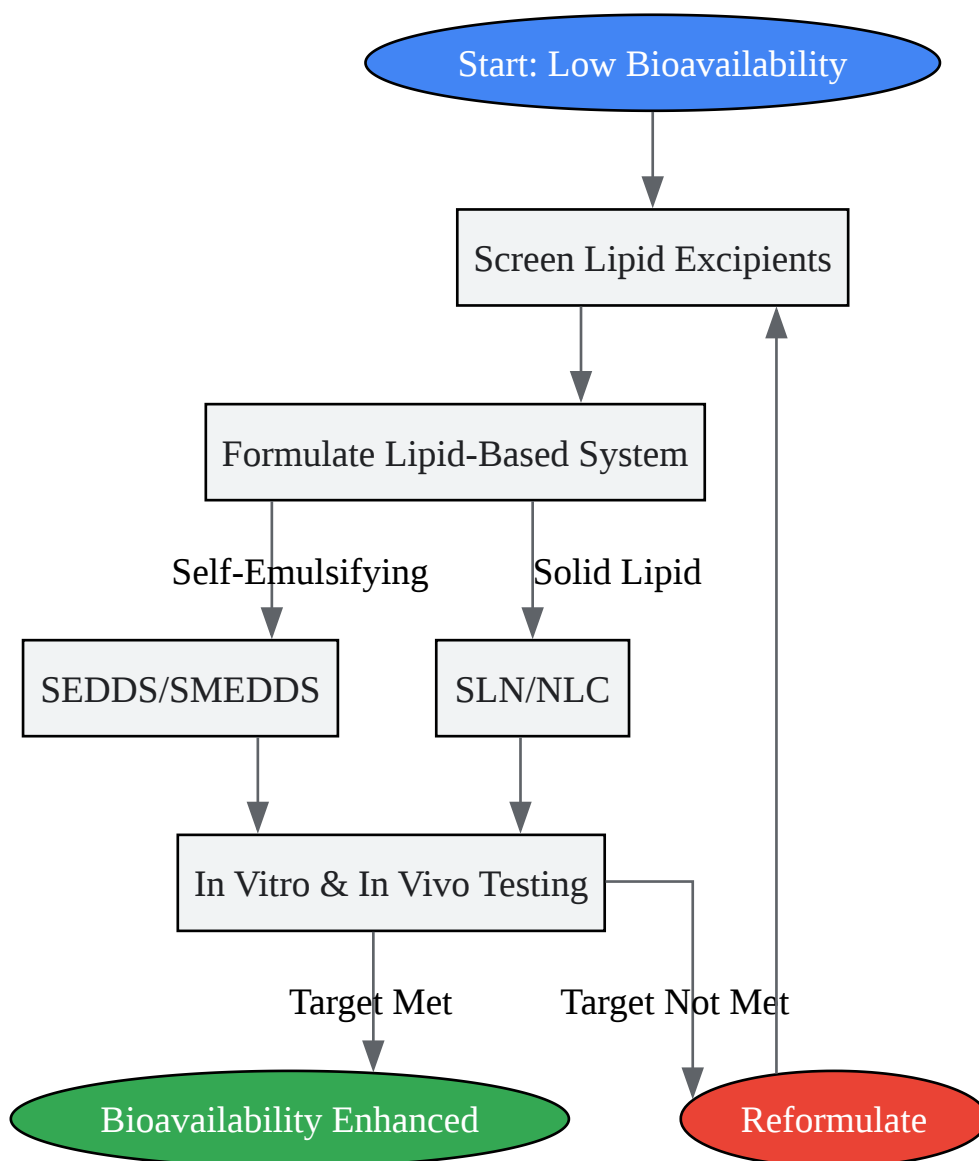 Start: Low Bioavailability
Screen Lipid Excipients
Formulate Lipid-Based System
Self-Emulsifying
Solid Lipid
SEDDS/SMEDDS
SLN/NLC
In Vitro & In Vivo Testing
Target Met
Target Not Met
Bioavailability Enhanced
Reformulate